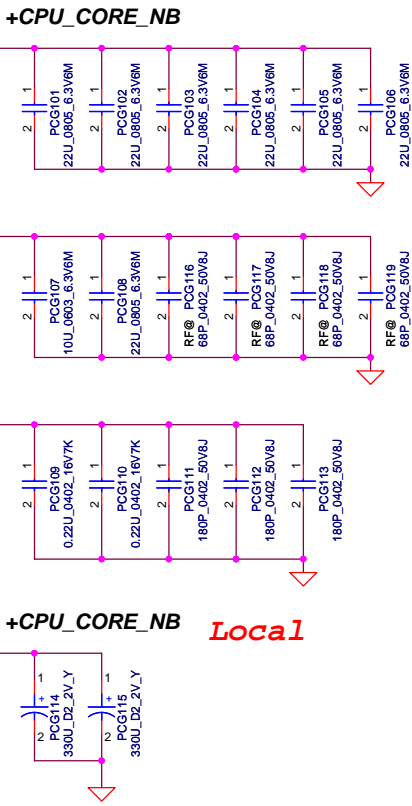 +CPU_CORE_NB
1
2
PCG101
22U_0805_6.3V6M
1
2
PCG102
22U_0805_6.3V6M
1
2
PCG103
22U_0805_6.3V6M
1
2
PCG104
22U_0805_6.3V6M
1
2
PCG105
22U_0805_6.3V6M
1
2
PCG106
22U_0805_6.3V6M
1
2
PCG107
10U_0603_6.3V6M
1
2
PCG108
22U_0805_6.3V6M
1
2
RF@ PCG116
68P_0402_50V8J
1
2
RF@ PCG117
68P_0402_50V8J
1
2
RF@ PCG118
68P_0402_50V8J
1
2
RF@ PCG119
68P_0402_50V8J
1
2
PCG109
0.22U_0402_16V7K
1
2
PCG110
0.22U_0402_16V7K
1
2
PCG111
180P_0402_50V8J
1
2
PCG112
180P_0402_50V8J
1
2
PCG113
180P_0402_50V8J
+CPU_CORE_NB
Local
1
+
2
PCG114
330U_D2_2V_Y
1
+
2
PCG115
330U_D2_2V_Y